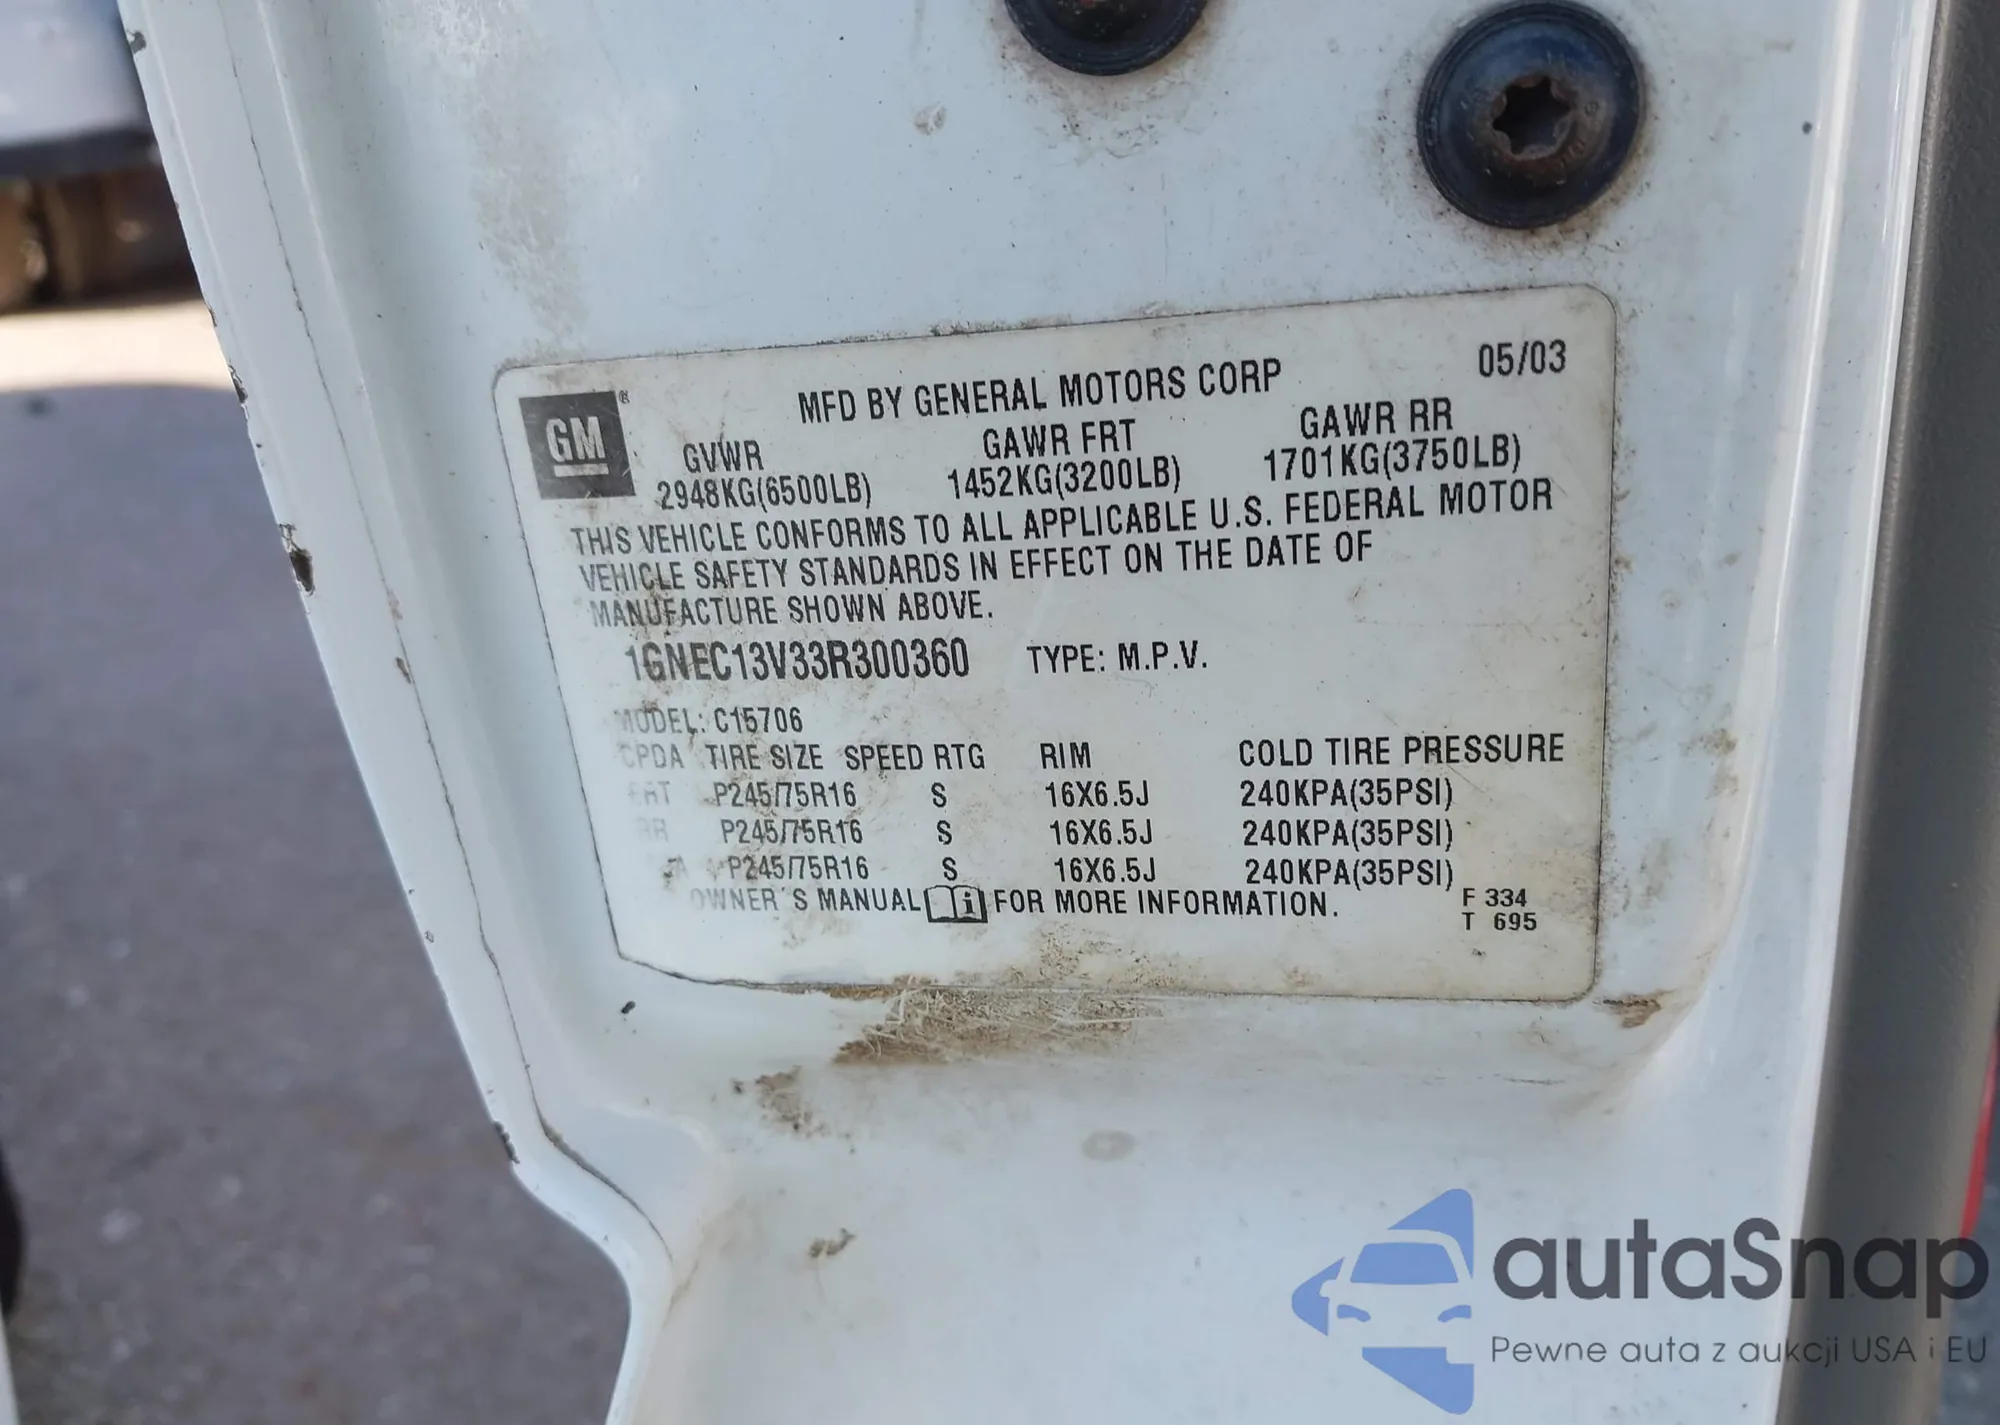 05/03
MFD BY GENERAL MOTORS CORP
GM®
GVWR GAWR FRT GAWR RR
2948KG(6500LB) 1452KG(3200LB) 1701KG(3750LB)
THIS VEHICLE CONFORMS TO ALL APPLICABLE U.S. FEDERAL MOTOR
VEHICLE SAFETY STANDARDS IN EFFECT ON THE DATE OF
MANUFACTURE SHOWN ABOVE.
1GNEC13V33R300360 TYPE: M.P.V.
MODEL: C15706
TIRE SIZE SPEED RTG RIM COLD TIRE PRESSURE
FRT P245/75R16 S 16X6.5J 240KPA(35PSI)
RR P245/75R16 S 16X6.5J 240KPA(35PSI)
P245/75R16 S 16X6.5J 240KPA(35PSI)
OWNER'S MANUAL i FOR MORE INFORMATION.
F 334
T 695
autaSnap
Pewne auta z aukcji USA i EU